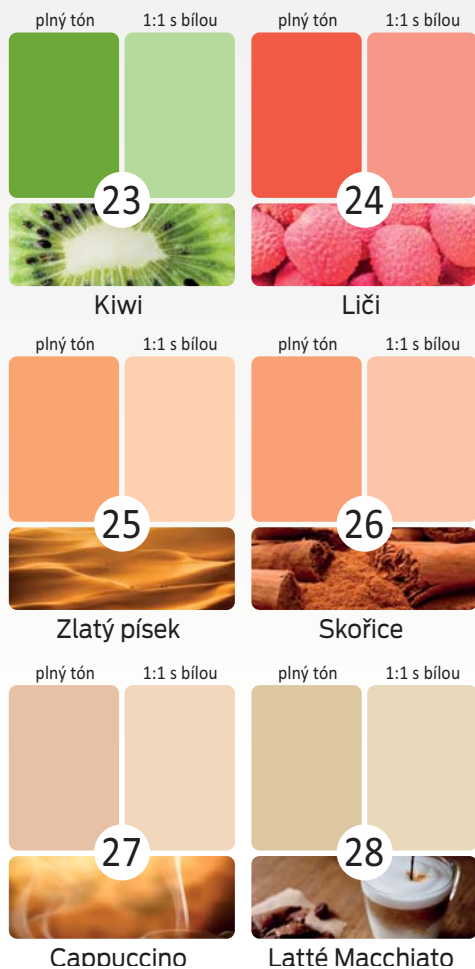 plný tón 1:1 s bílou plný tón 1:1 s bílou
23 24
Kiwi Liči
plný tón 1:1 s bílou plný tón 1:1 s bílou
25 26
Zlatý písek Skořice
plný tón 1:1 s bílou plný tón 1:1 s bílou
27 28
Cappuccino Latté Macchiato